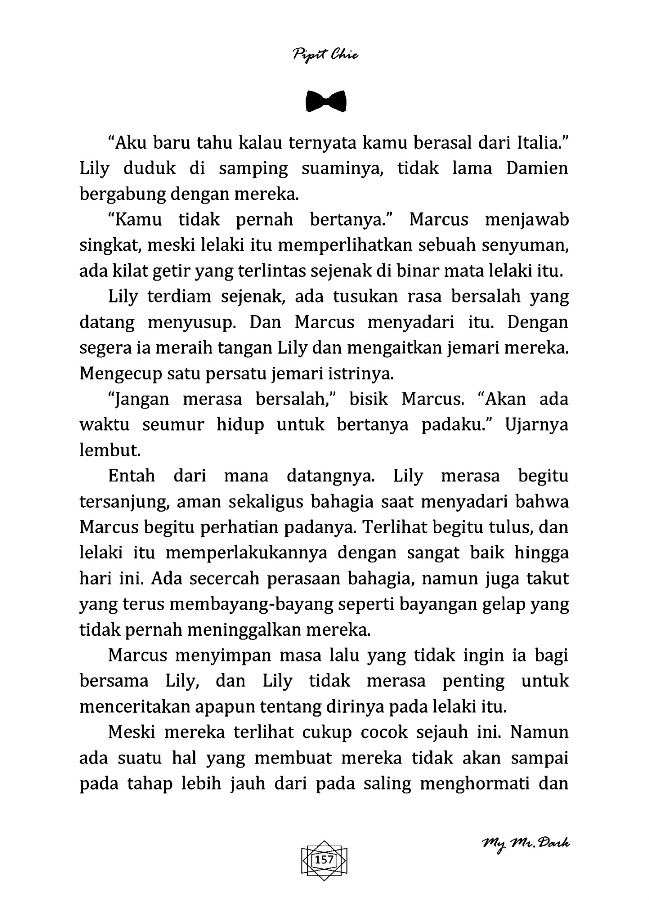 Pipit Chie
“Aku baru tahu kalau ternyata kamu berasal dari Italia.”
Lily duduk di samping suaminya, tidak lama Damien
bergabung dengan mereka.
“Kamu tidak pernah bertanya.” Marcus menjawab
singkat, meski lelaki itu memperlihatkan sebuah senyuman,
ada kilat getir yang terlintas sejenak di binar mata lelaki itu.
Lily terdiam sejenak, ada tusukan rasa bersalah yang
datang menyusup. Dan Marcus menyadari itu. Dengan
segera ia meraih tangan Lily dan mengaitkan jemari mereka.
Mengecup satu persatu jemari istrinya.
“Jangan merasa bersalah,” bisik Marcus. “Akan ada
waktu seumur hidup untuk bertanya padaku.” Ujarnya
lembut.
Entah dari mana datangnya. Lily merasa begitu
tersanjung, aman sekaligus bahagia saat menyadari bahwa
Marcus begitu perhatian padanya. Terlihat begitu tulus, dan
lelaki itu memperlakukannya dengan sangat baik hingga
hari ini. Ada secercah perasaan bahagia, namun juga takut
yang terus membayang-bayang seperti bayangan gelap yang
tidak pernah meninggalkan mereka.
Marcus menyimpan masa lalu yang tidak ingin ia bagi
bersama Lily, dan Lily tidak merasa penting untuk
menceritakan apapun tentang dirinya pada lelaki itu.
Meski mereka terlihat cukup cocok sejauh ini. Namun
ada suatu hal yang membuat mereka tidak akan sampai
pada tahap lebih jauh dari pada saling menghormati dan
My Mr. Dark
157